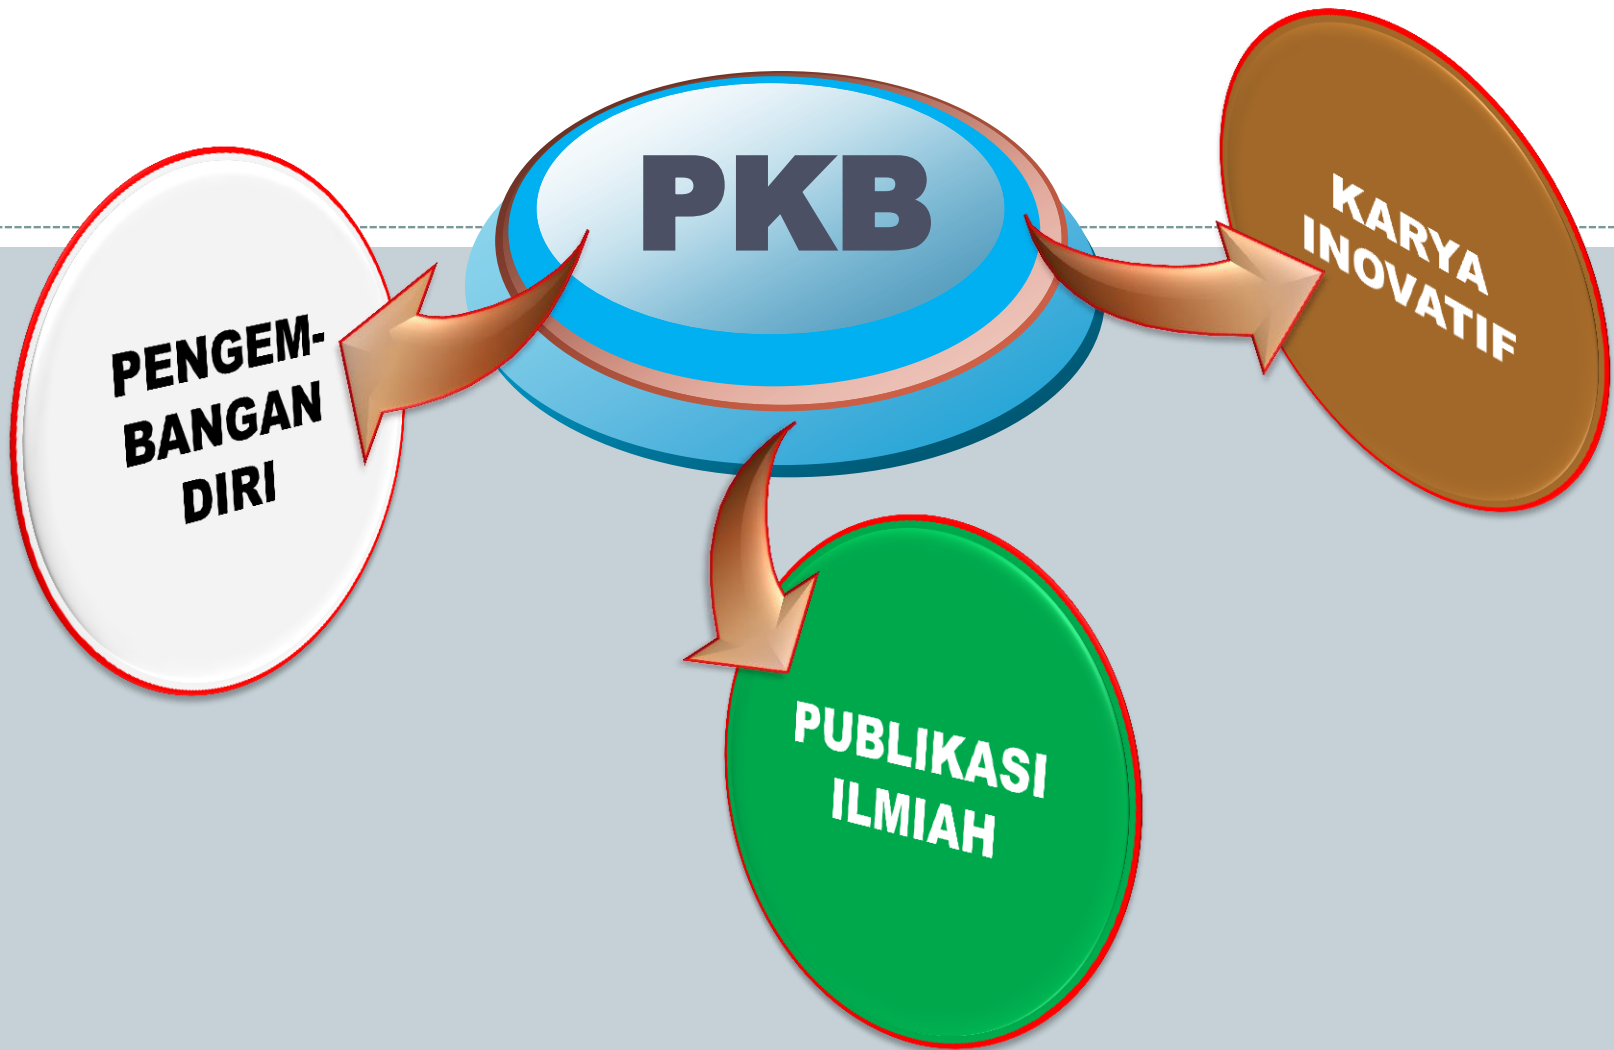 PKB
PENGEM-
BANGAN
DIRI
PUBLIKASI
ILMIAH
KARYA
INOVATIF